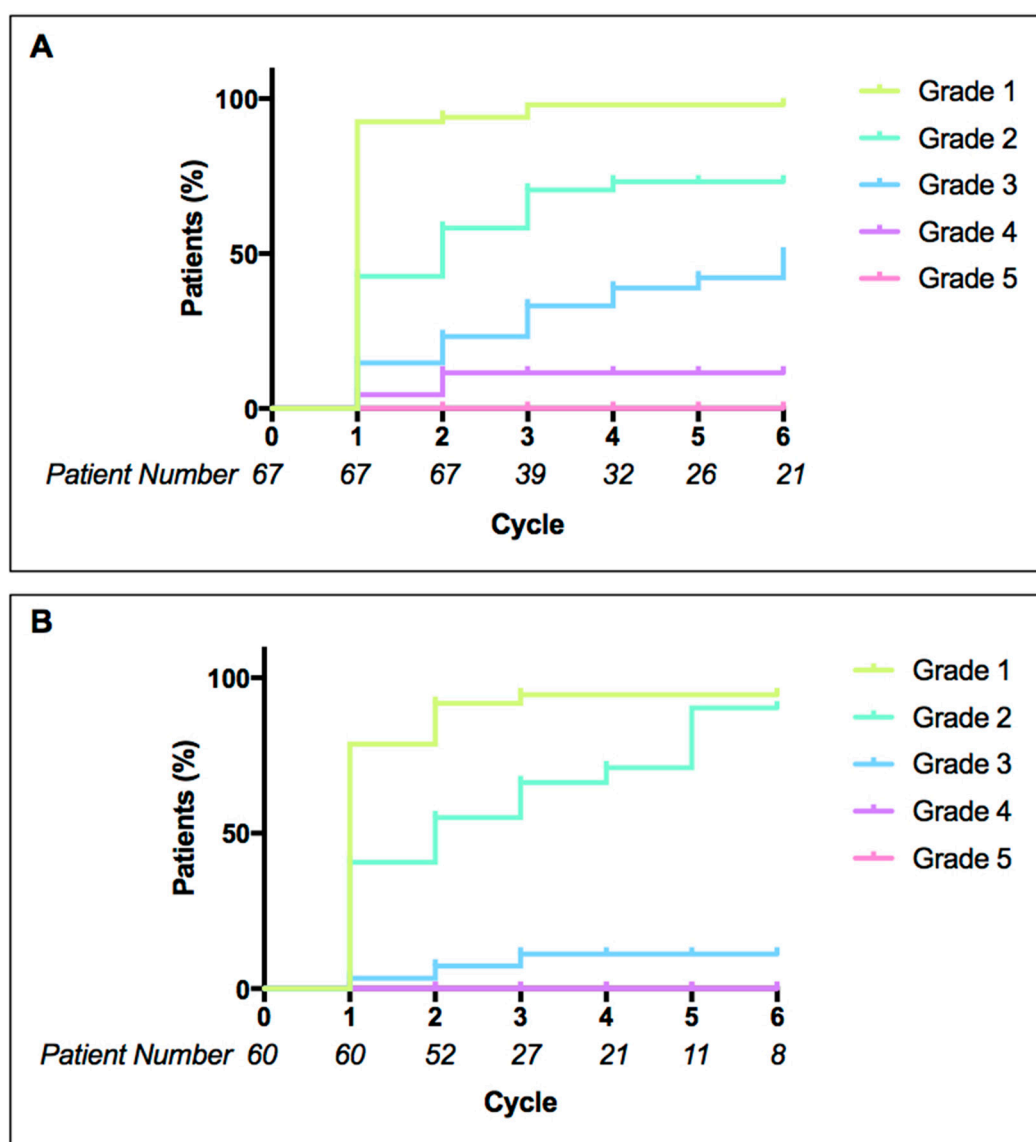 A
Patients (%)
100
50
0
0 1 2 3 4 5 6
Patient Number 67 67 67 39 32 26 21
Cycle
Grade 1
Grade 2
Grade 3
Grade 4
Grade 5
B
Patients (%)
100
50
0
0 1 2 3 4 5 6
Patient Number 60 60 52 27 21 11 8
Cycle
Grade 1
Grade 2
Grade 3
Grade 4
Grade 5